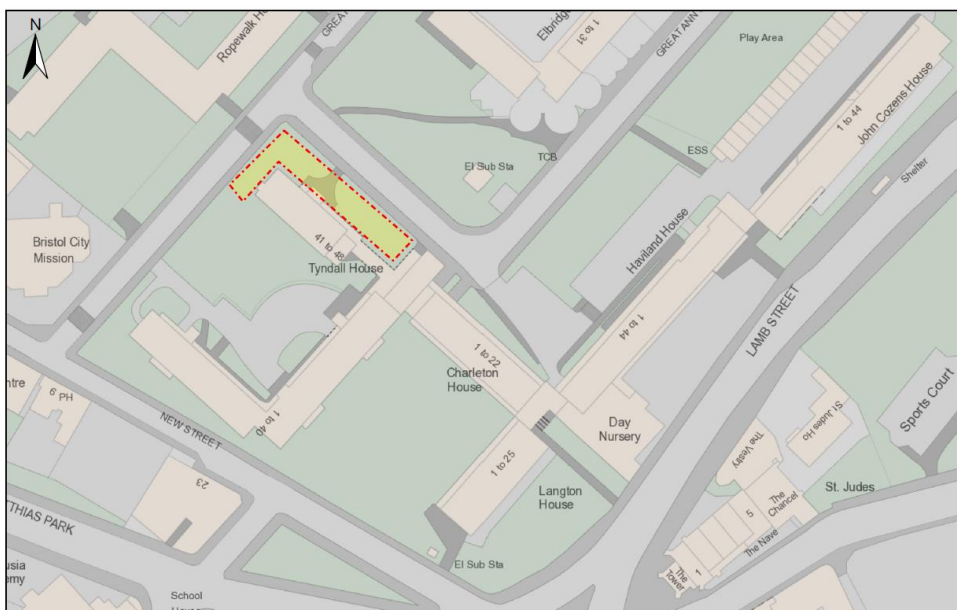 N
Ropewalk Ho
GREAT
Elbridg
1 to 31
GREAT ANN
Play Area
1 to 44
John Cozens House
ESS
TCB
El Sub Sta
Shelter
Bristol City
Mission
41 to 48
Tyndall House
Haviland House
1 to 44
LAMB STREET
1 to 22
Charleton
House
Day
Nursery
Sports Court
St Judes Ho
The Vestry
St. Judes
The
Chancel
5
The Nave
1
The
Tower
ntre
9 PH
NEW STREET
1 to 40
1 to 25
Langton
House
23
THIAS PARK
El Sub Sta
usia
emy
School